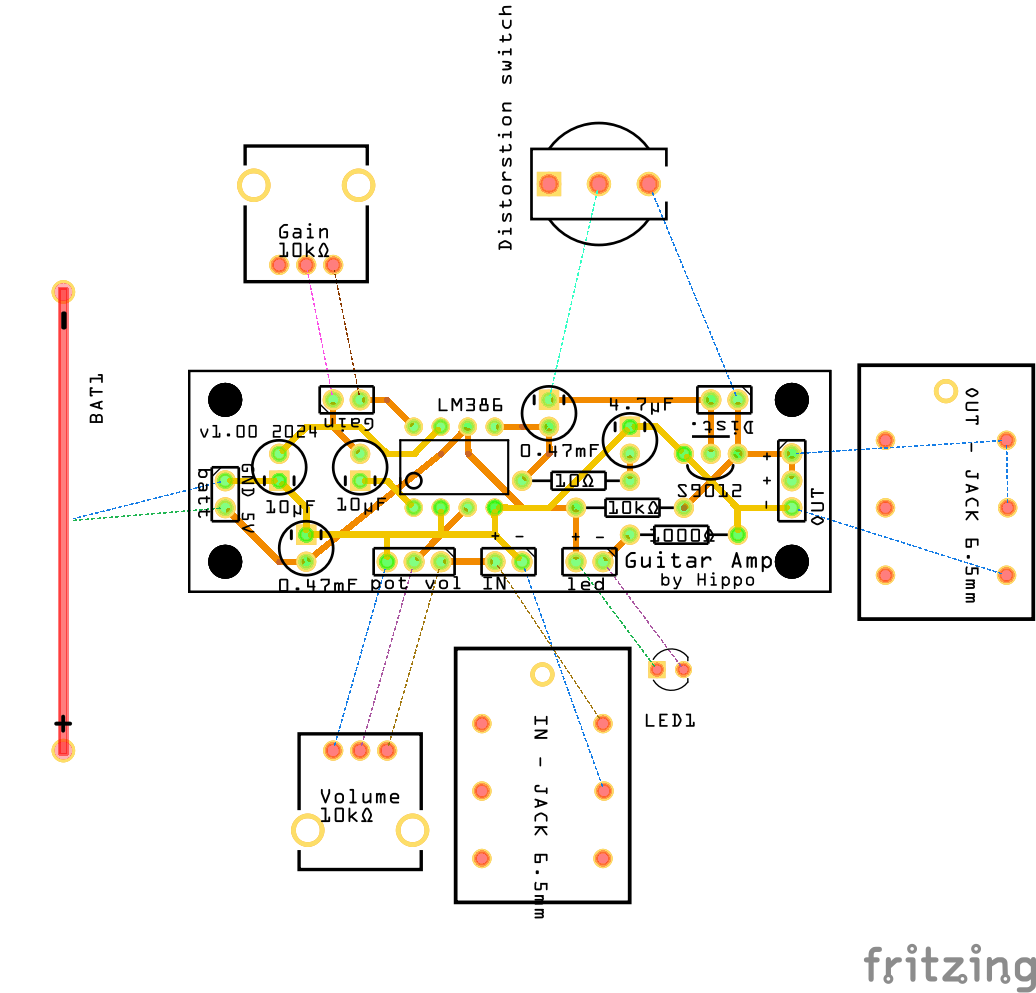 Distorstion switch
Gain
10kΩ
BAT1
LM386
4.7µF
OUT - JACK 6.5mm
v1.00 2024
Gain
Dist.
0.47mF
batt
GND 5V
10µF
10µF
10Ω
S9012
+
+
-
OUT
10kΩ
1000Ω
+ -
+ -
Guitar Amp
by Hippo
0.47mF
pot vol
IN
led
LED1
IN - JACK 6.5mm
Volume
10kΩ
fritzing